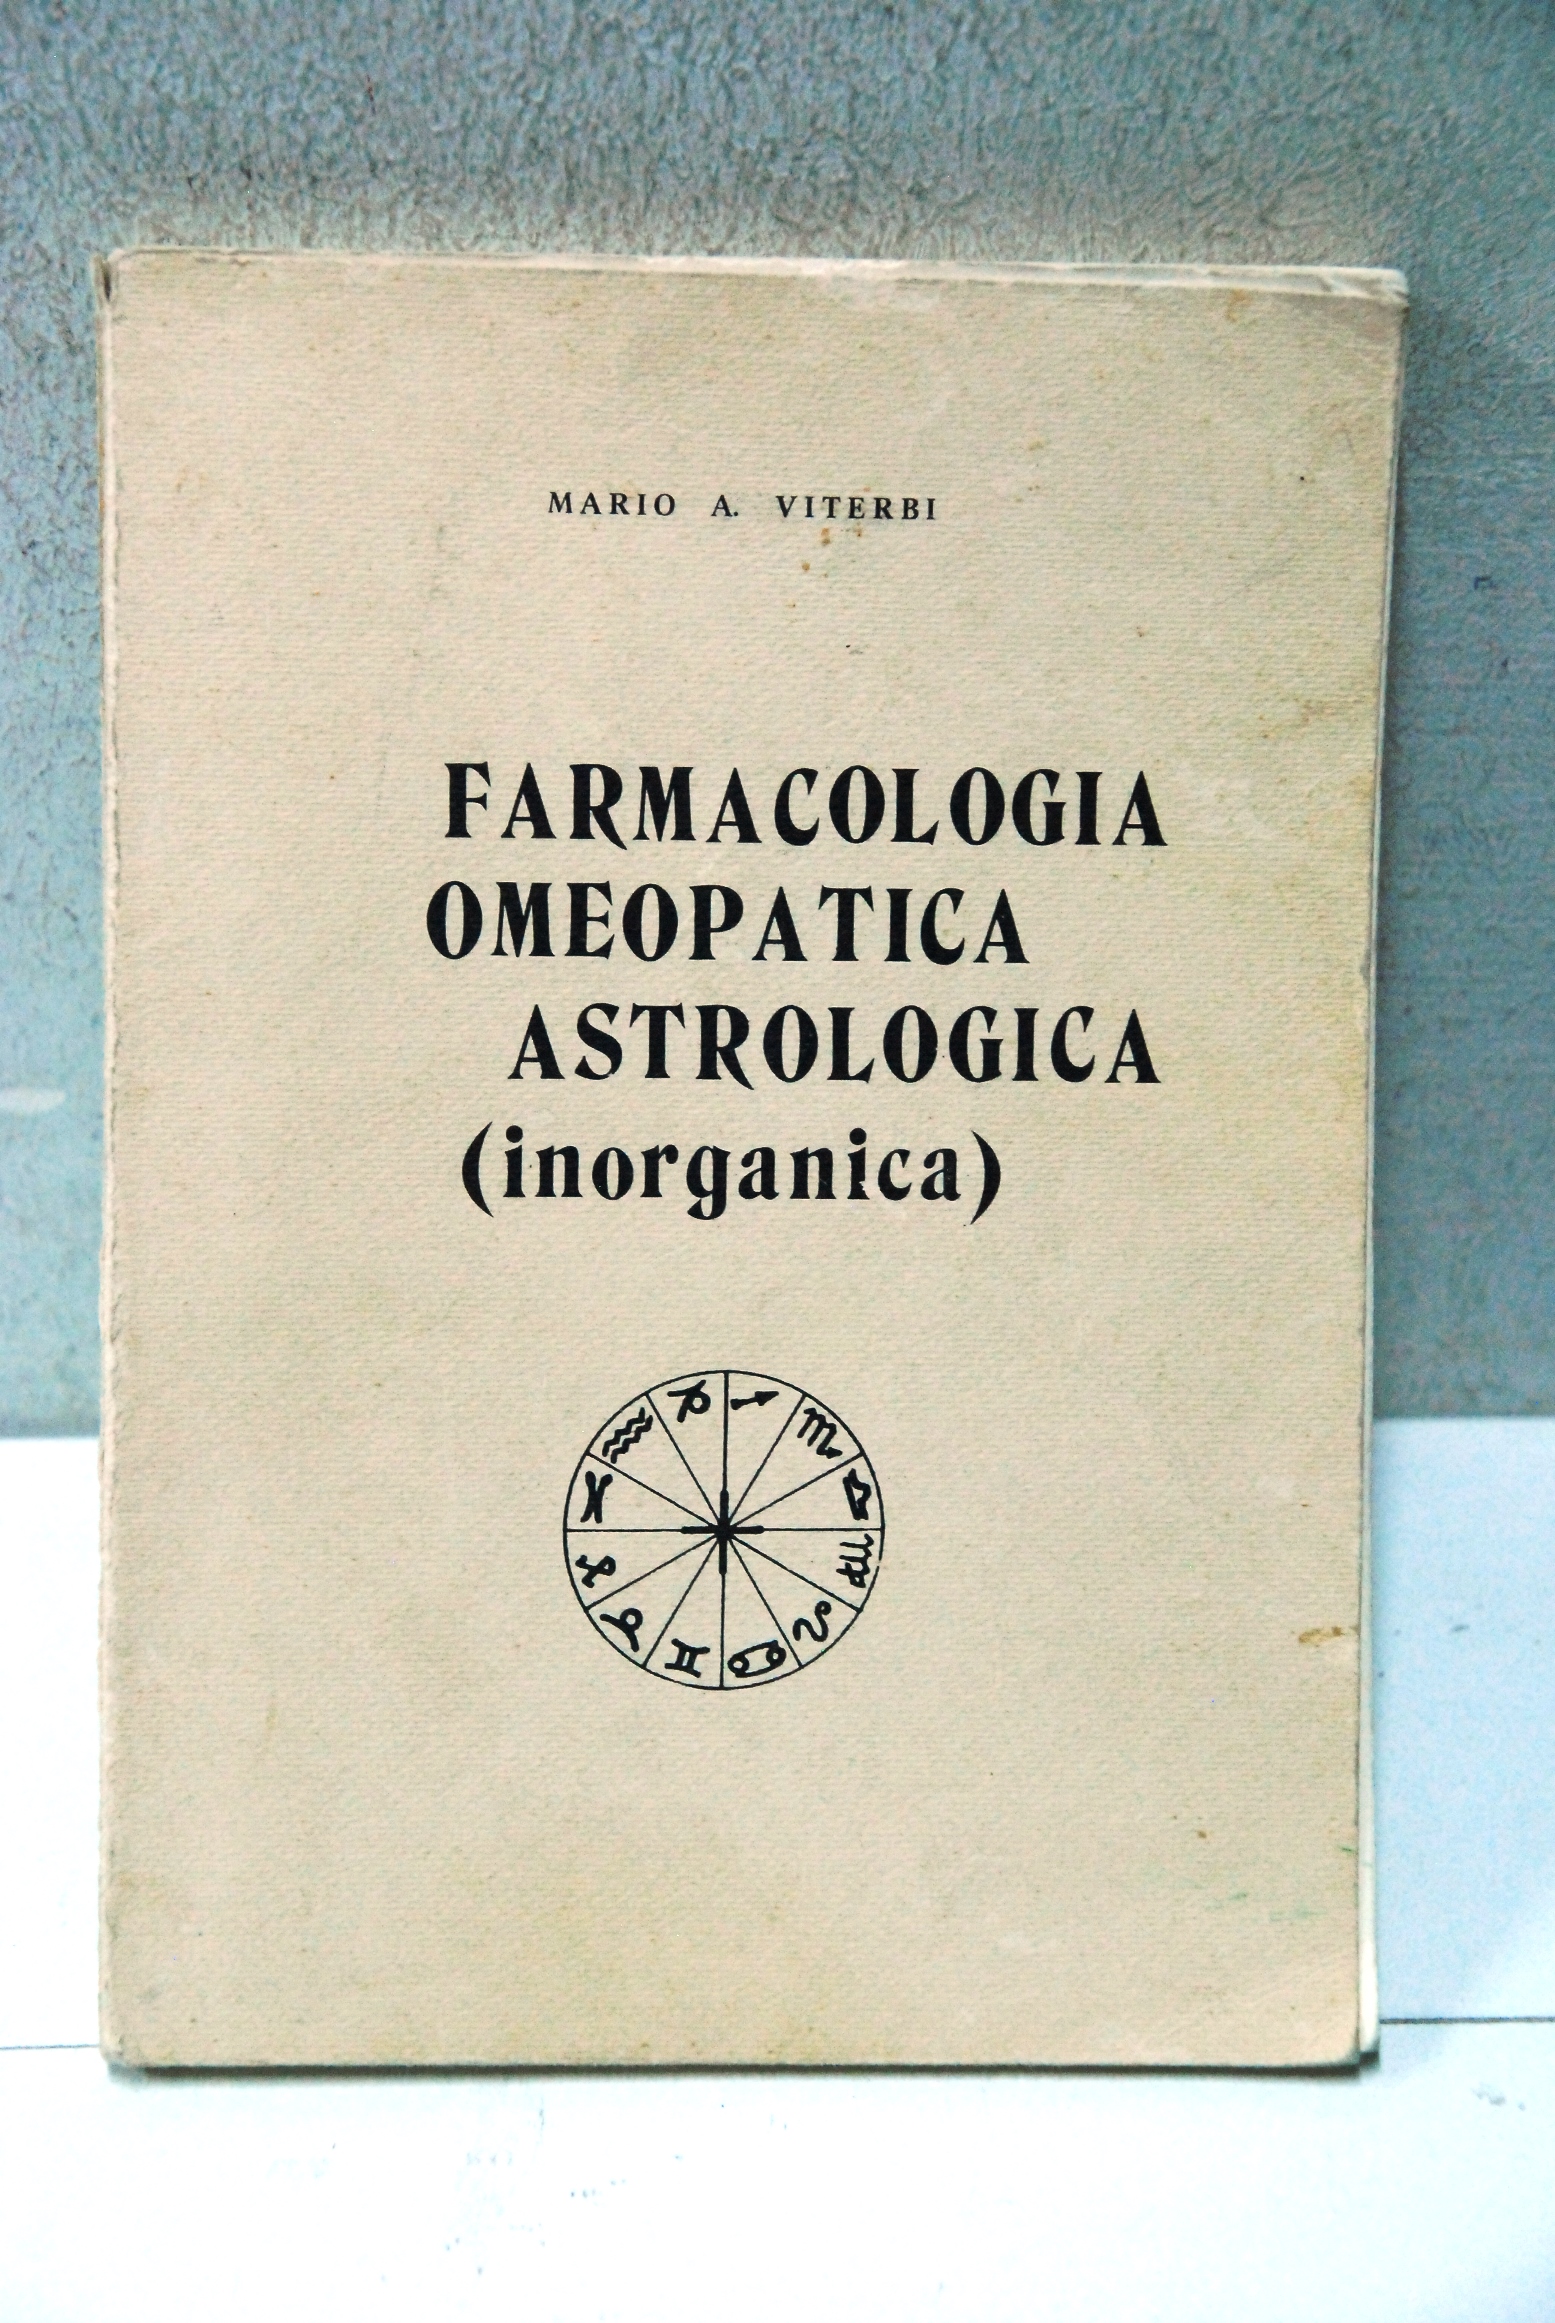 MARIO A. VITERBI
FARMACOLOGIA
OMEOPATICA
ASTROLOGICA
(inorganica)